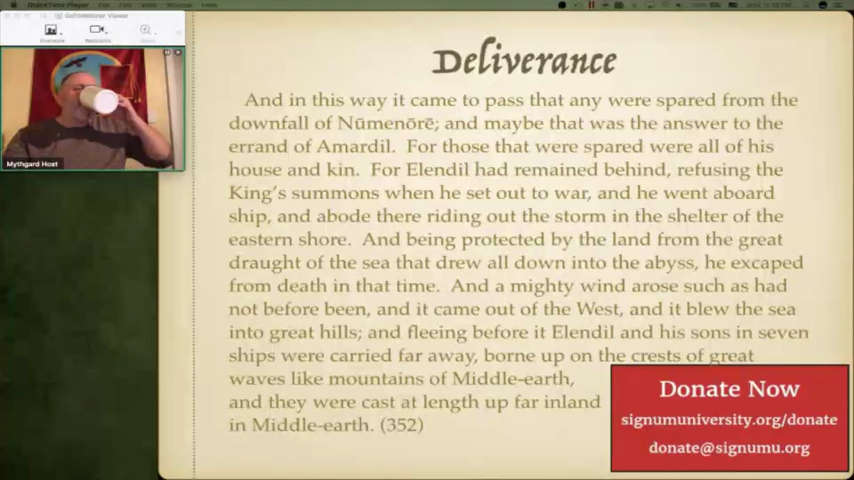 GoToWebinar Viewer
Mythgard Host
Deliverance
And in this way it came to pass that any were spared from the
downfall of Nūmenōrē; and maybe that was the answer to the
errand of Amardil. For those that were spared were all of his
house and kin. For Elendil had remained behind, refusing the
King's summons when he set out to war, and he went aboard
ship, and abode there riding out the storm in the shelter of the
eastern shore. And being protected by the land from the great
draught of the sea that drew all down into the abyss, he excaped
from death in that time. And a mighty wind arose such as had
not before been, and it came out of the West, and it blew the sea
into great hills; and fleeing before it Elendil and his sons in seven
ships were carried far away, borne up on the crests of great
waves like mountains of Middle-earth,
and they were cast at length up far inland
in Middle-earth. (352)
Donate Now
signumuniversity.org/donate
donate@signumu.org